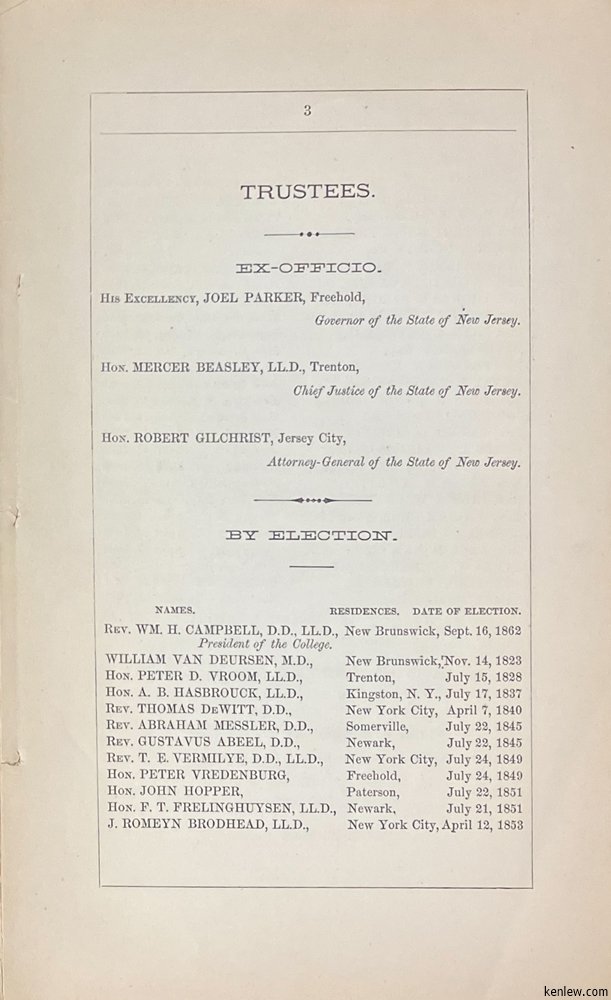 3
TRUSTEES.
EX-OFFICIO.
His Excellency, JOEL PARKER, Freehold,
Governor of the State of New Jersey.
Hon. MERCER BEASLEY, LL.D., Trenton,
Chief Justice of the State of New Jersey.
Hon. ROBERT GILCHRIST, Jersey City,
Attorney-General of the State of New Jersey.
BY ELECTION.
NAMES. RESIDENCES. DATE OF ELECTION.
Rev. WM. H. CAMPBELL, D.D., LL.D., New Brunswick, Sept. 16, 1862
President of the College.
WILLIAM VAN DEURSEN, M.D., New Brunswick, Nov. 14, 1823
Hon. PETER D. VROOM, LL.D., Trenton, July 15, 1828
Hon. A. B. HASBROUCK, LL.D., Kingston, N. Y., July 17, 1837
Rev. THOMAS DeWITT, D.D., New York City, April 7, 1840
Rev. ABRAHAM MESSLER, D.D., Somerville, July 22, 1845
Rev. GUSTAVUS ABEEL, D.D., Newark, July 22, 1845
Rev. T. E. VERMILYE, D.D., LL.D., New York City, July 24, 1849
Hon. PETER VREDENBURG, Freehold, July 24, 1849
Hon. JOHN HOPPER, Paterson, July 22, 1851
Hon. F. T. FRELINGHUYSEN, LL.D., Newark, July 21, 1851
J. ROMEYN BRODHEAD, LL.D., New York City, April 12, 1853
kenlew.com